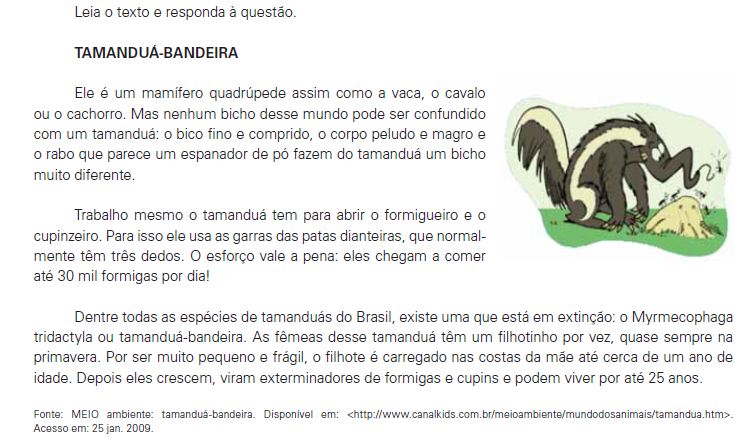 Leia o texto e responda à questão.
TAMANDUÁ-BANDEIRA
Ele é um mamífero quadrúpede assim como a vaca, o cavalo
ou o cachorro. Mas nenhum bicho desse mundo pode ser confundido
com um tamanduá: o bico fino e comprido, o corpo peludo e magro e
o rabo que parece um espanador de pó fazem do tamanduá um bicho
muito diferente.
Trabalho mesmo o tamanduá tem para abrir o formigueiro e o
cupinzeiro. Para isso ele usa as garras das patas dianteiras, que normal-
mente têm três dedos. O esforço vale a pena: eles chegam a comer
até 30 mil formigas por dia!
Dentre todas as espécies de tamanduás do Brasil, existe uma que está em extinção: o Myrmecophaga
tridactyla ou tamanduá-bandeira. As fêmeas desse tamanduá têm um filhotinho por vez, quase sempre na
primavera. Por ser muito pequeno e frágil, o filhote é carregado nas costas da mãe até cerca de um ano de
idade. Depois eles crescem, viram exterminadores de formigas e cupins e podem viver por até 25 anos.
Fonte: MEIO ambiente: tamanduá-bandeira. Disponível em: <http://www.canalkids.com.br/meioambiente/mundodosanimais/tamandua.htm>.
Acesso em: 25 jan. 2009.